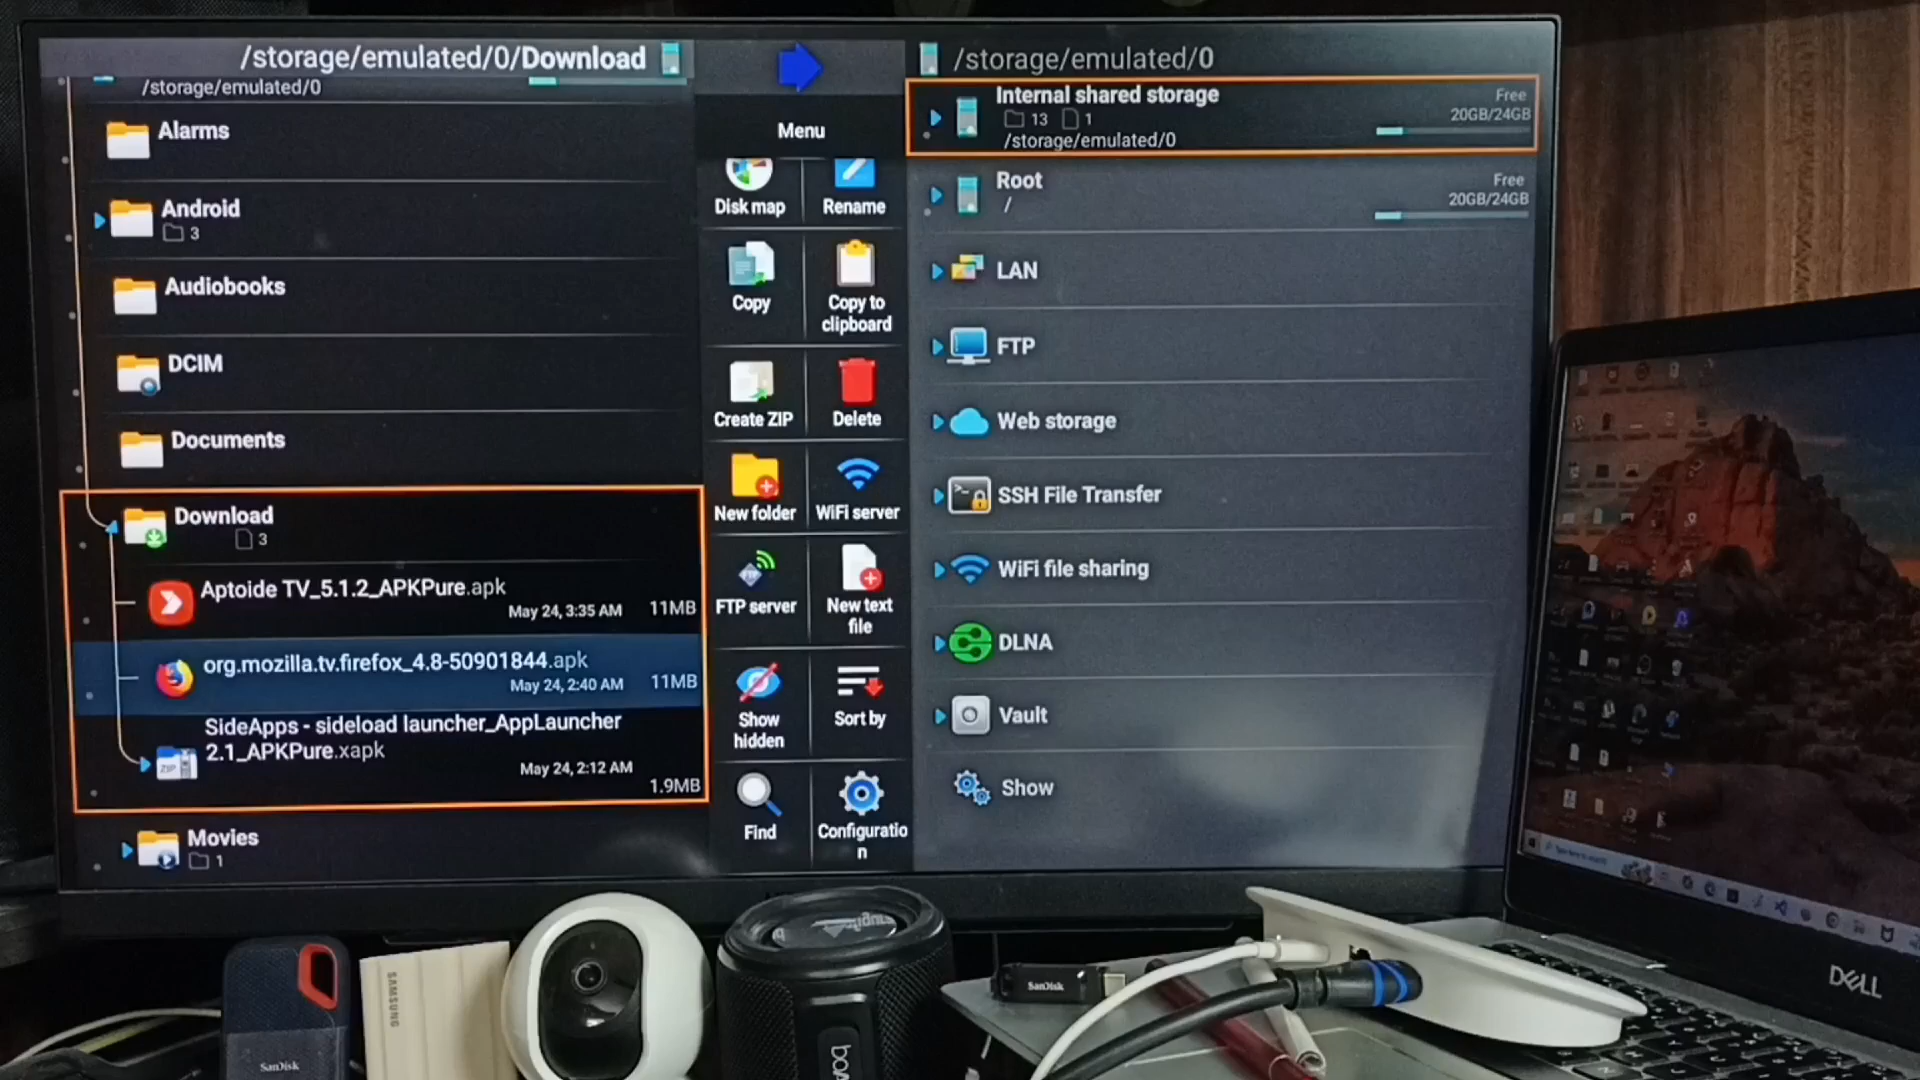 /storage/emulated/0/Download
/storage/emulated/0
Alarms
Android
3
Audiobooks
DCIM
Documents
Download
3
Aptoide TV_5.1.2_APKPure.apk
May 24, 3:35 AM
11MB
org.mozilla.tv.firefox_4.8-50901844.apk
May 24, 2:40 AM
11MB
SideApps - sideload launcher_AppLauncher
2.1_APKPure.xapk
ZIP
May 24, 2:12 AM
1.9MB
Movies
1
Menu
Disk map
Rename
Copy
Copy to
clipboard
Create ZIP
Delete
New folder
WiFi server
FTP
FTP server
New text
file
Show
hidden
Sort by
Find
Configuratio
n
/storage/emulated/0
Internal shared storage
13
1
/storage/emulated/0
Free
20GB/24GB
Root
/
Free
20GB/24GB
LAN
FTP
Web storage
SSH File Transfer
WiFi file sharing
DLNA
Vault
Show
SanDisk
SAMSUNG
boA
SanDisk
DELL